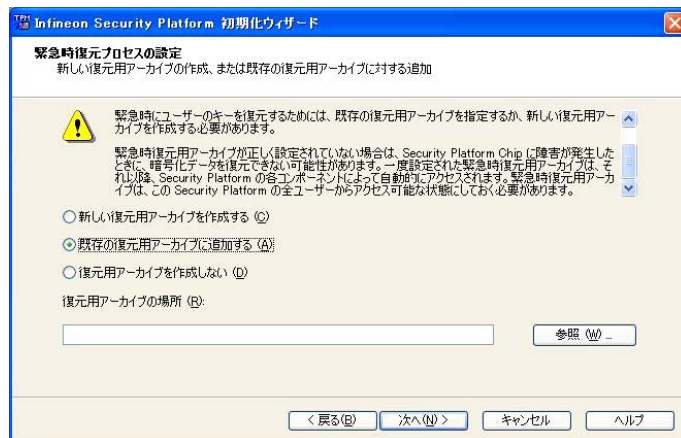 TPM Infineon Security Platform 初期化ウィザード
緊急時復元プロセスの設定
新しい復元用アーカイブの作成、または既存の復元用アーカイブに対する追加
緊急時にユーザーのキーを復元するためには、既存の復元用アーカイブを指定するか、新しい復元用アー
カイブを作成する必要があります。
緊急時復元用アーカイブが正しく設定されていない場合は、Security Platform Chip に障害が発生した
ときに、暗号化データを復元できない可能性があります。一度設定された緊急時復元用アーカイブは、そ
れ以降、Security Platform の各コンポーネントによって自動的にアクセスされます。緊急時復元用アーカ
イブは、この Security Platform の全ユーザーからアクセス可能な状態にしておく必要があります。
新しい復元用アーカイブを作成する (C)
既存の復元用アーカイブに追加する (A)
復元用アーカイブを作成しない (D)
復元用アーカイブの場所 (R):
参照 (W) ...
< 戻る(B)
次へ(N) >
キャンセル
ヘルプ